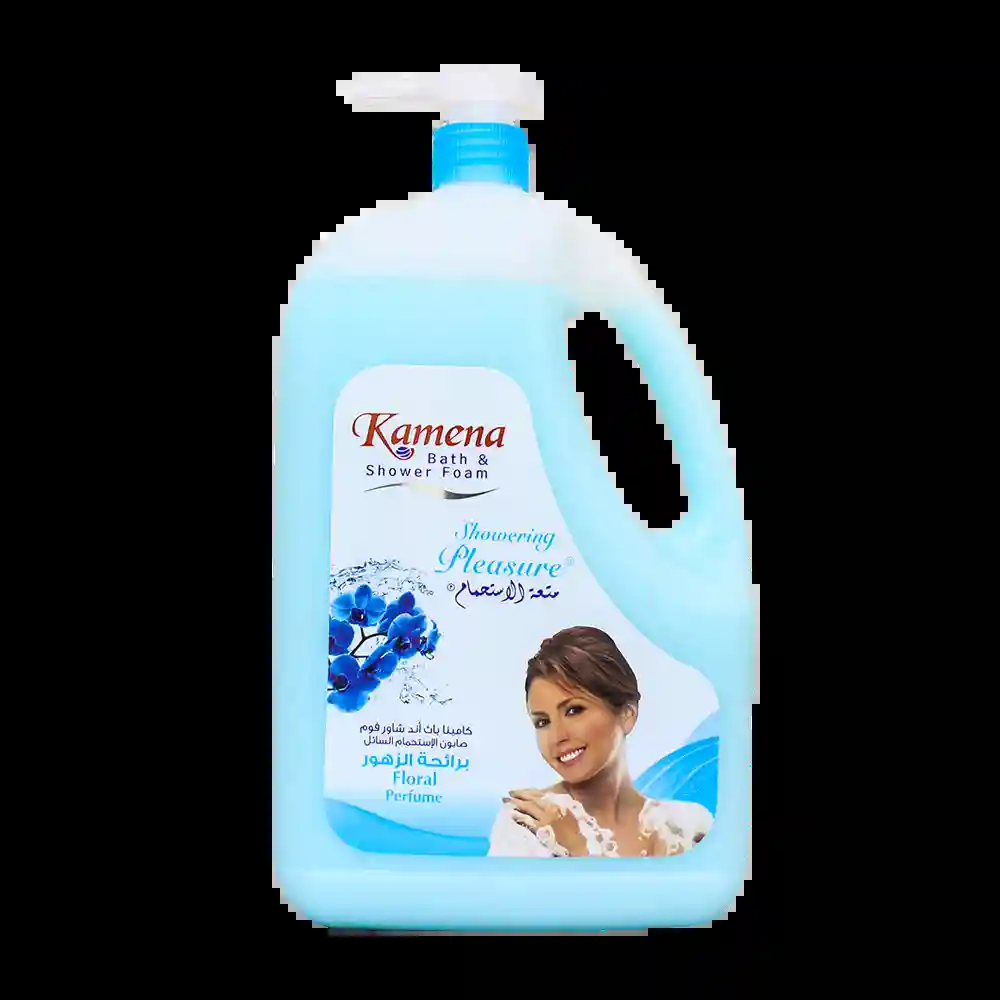 Kamena
Bath &
Shower Foam
Showering
Pleasure®
متعة الاستحمام ®
كامينا باث أند شاور فوم
صابون الإستحمام السائل
برائحة الزهور
Floral
Perfume